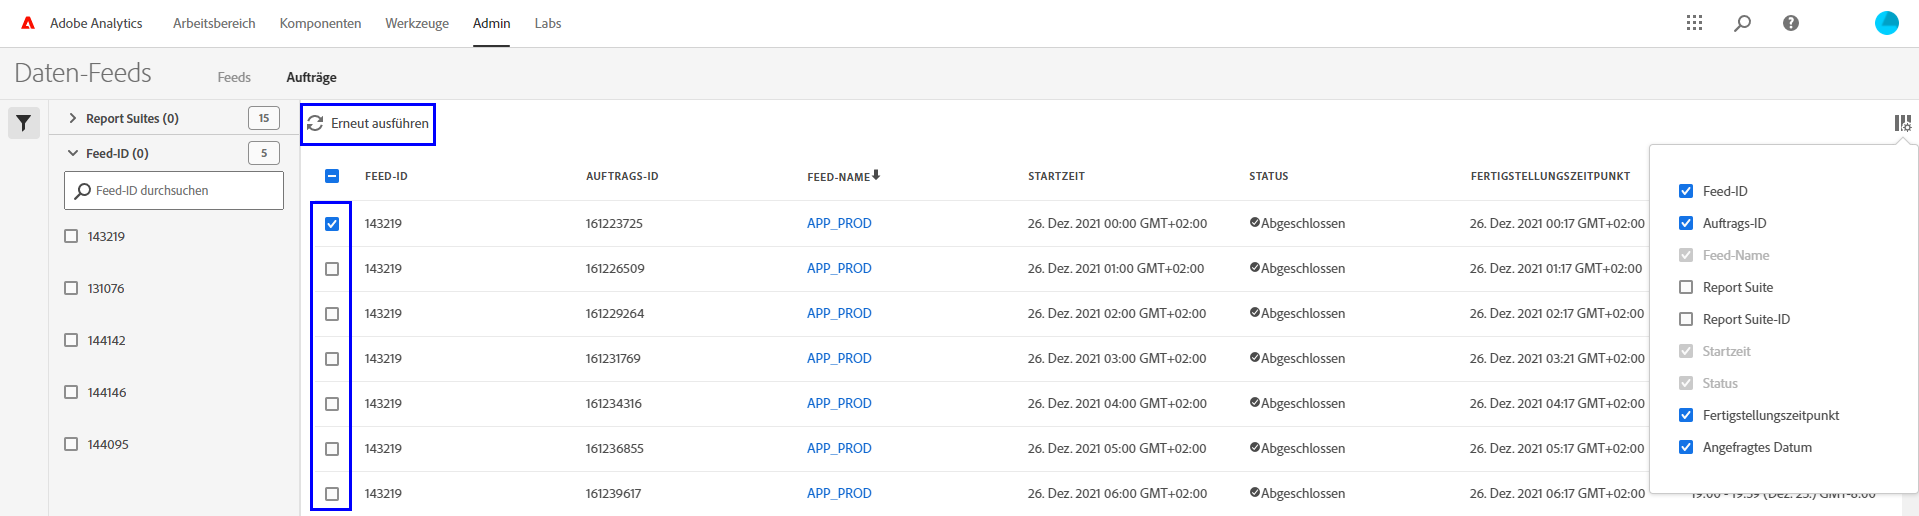 Adobe Analytics Arbeitsbereich Komponenten Werkzeuge Admin Labs
Daten-Feeds Feeds Aufträge
Report Suites (0) 15
Feed-ID (0) 5
Feed-ID durchsuchen
143219
131076
144142
144146
144095
Erneut ausführen
FEED-ID AUFTRAGS-ID FEED-NAME STARTZEIT STATUS FERTIGSTELLUNGSZEITPUNKT
143219 161223725 APP_PROD 26. Dez. 2021 00:00 GMT+02:00 Abgeschlossen 26. Dez. 2021 00:17 GMT+02:00
143219 161226509 APP_PROD 26. Dez. 2021 01:00 GMT+02:00 Abgeschlossen 26. Dez. 2021 01:17 GMT+02:00
143219 161229264 APP_PROD 26. Dez. 2021 02:00 GMT+02:00 Abgeschlossen 26. Dez. 2021 02:17 GMT+02:00
143219 161231769 APP_PROD 26. Dez. 2021 03:00 GMT+02:00 Abgeschlossen 26. Dez. 2021 03:21 GMT+02:00
143219 161234316 APP_PROD 26. Dez. 2021 04:00 GMT+02:00 Abgeschlossen 26. Dez. 2021 04:17 GMT+02:00
143219 161236855 APP_PROD 26. Dez. 2021 05:00 GMT+02:00 Abgeschlossen 26. Dez. 2021 05:17 GMT+02:00
143219 161239617 APP_PROD 26. Dez. 2021 06:00 GMT+02:00 Abgeschlossen 26. Dez. 2021 06:17 GMT+02:00
Feed-ID
Auftrags-ID
Feed-Name
Report Suite
Report Suite-ID
Startzeit
Status
Fertigstellungszeitpunkt
Angefragtes Datum